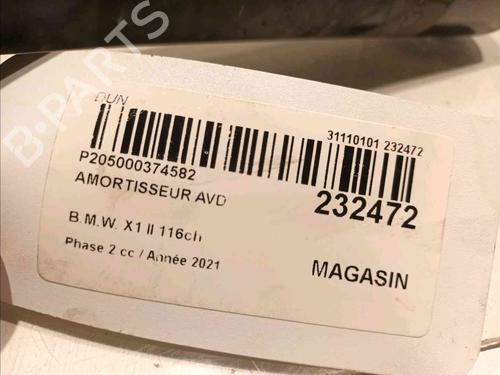 B-PARTS
DUN
31110101 232472
P205000374582
AMORTISSEUR AVD
232472
B.M.W. X1 II 116ch
Phase 2 cc / Année 2021
MAGASIN